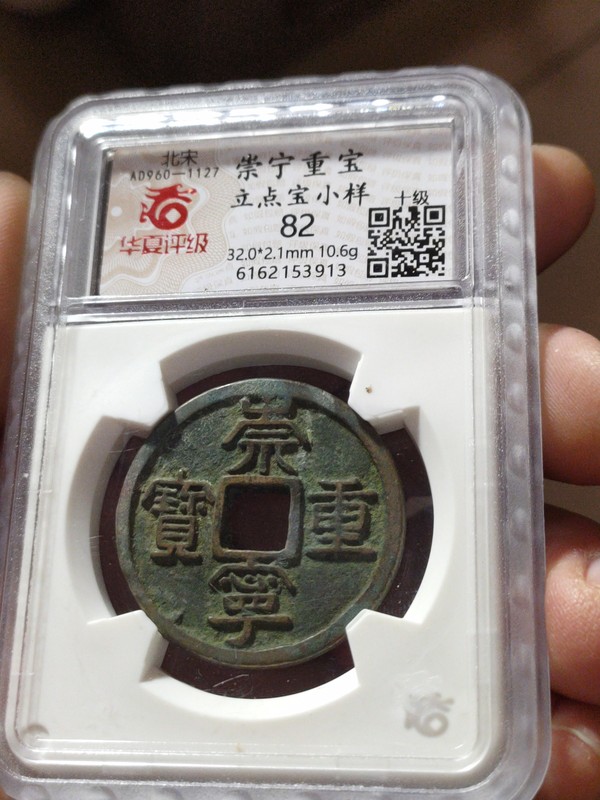 北宋
AD960—1127
华夏评级
崇宁重宝
立点宝小样
十级
82
32.0*2.1mm 10.6g
6162153913
崇
寧
重
寶